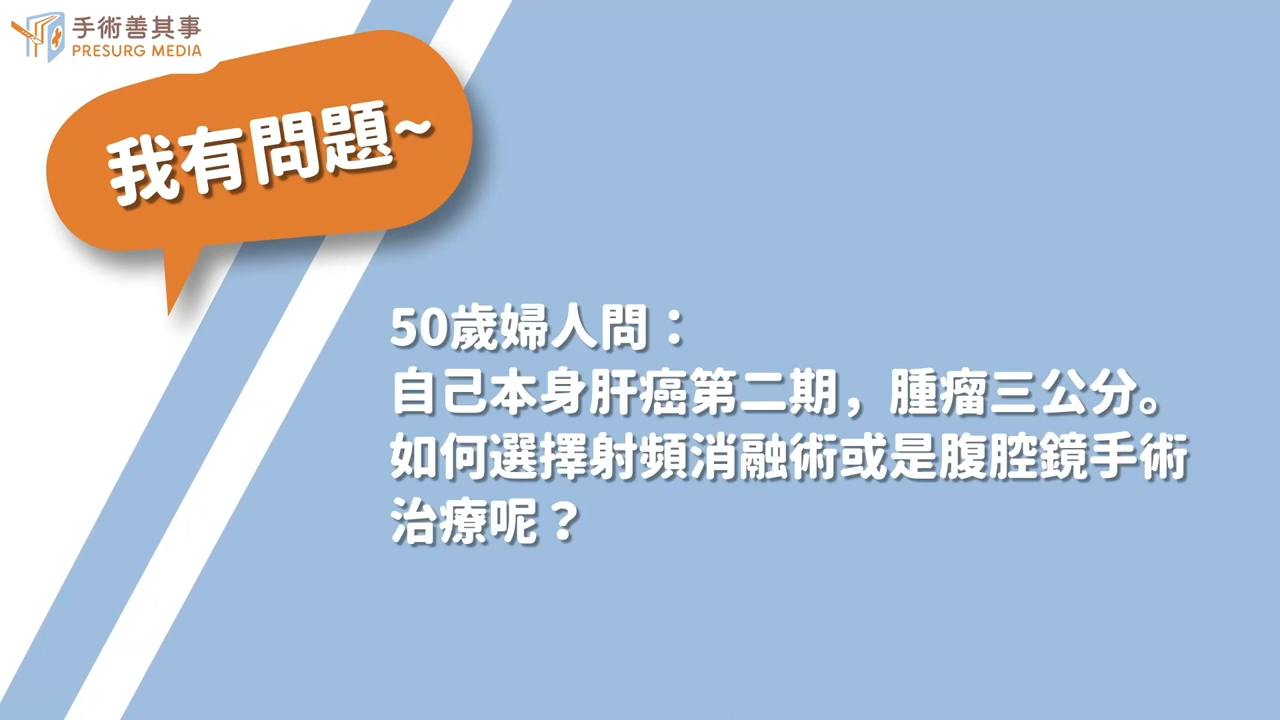 手術善其事
PRESURG MEDIA
我有問題~
50歲婦人問：
自己本身肝癌第二期，腫瘤三公分。
如何選擇射頻消融術或是腹腔鏡手術
治療呢？